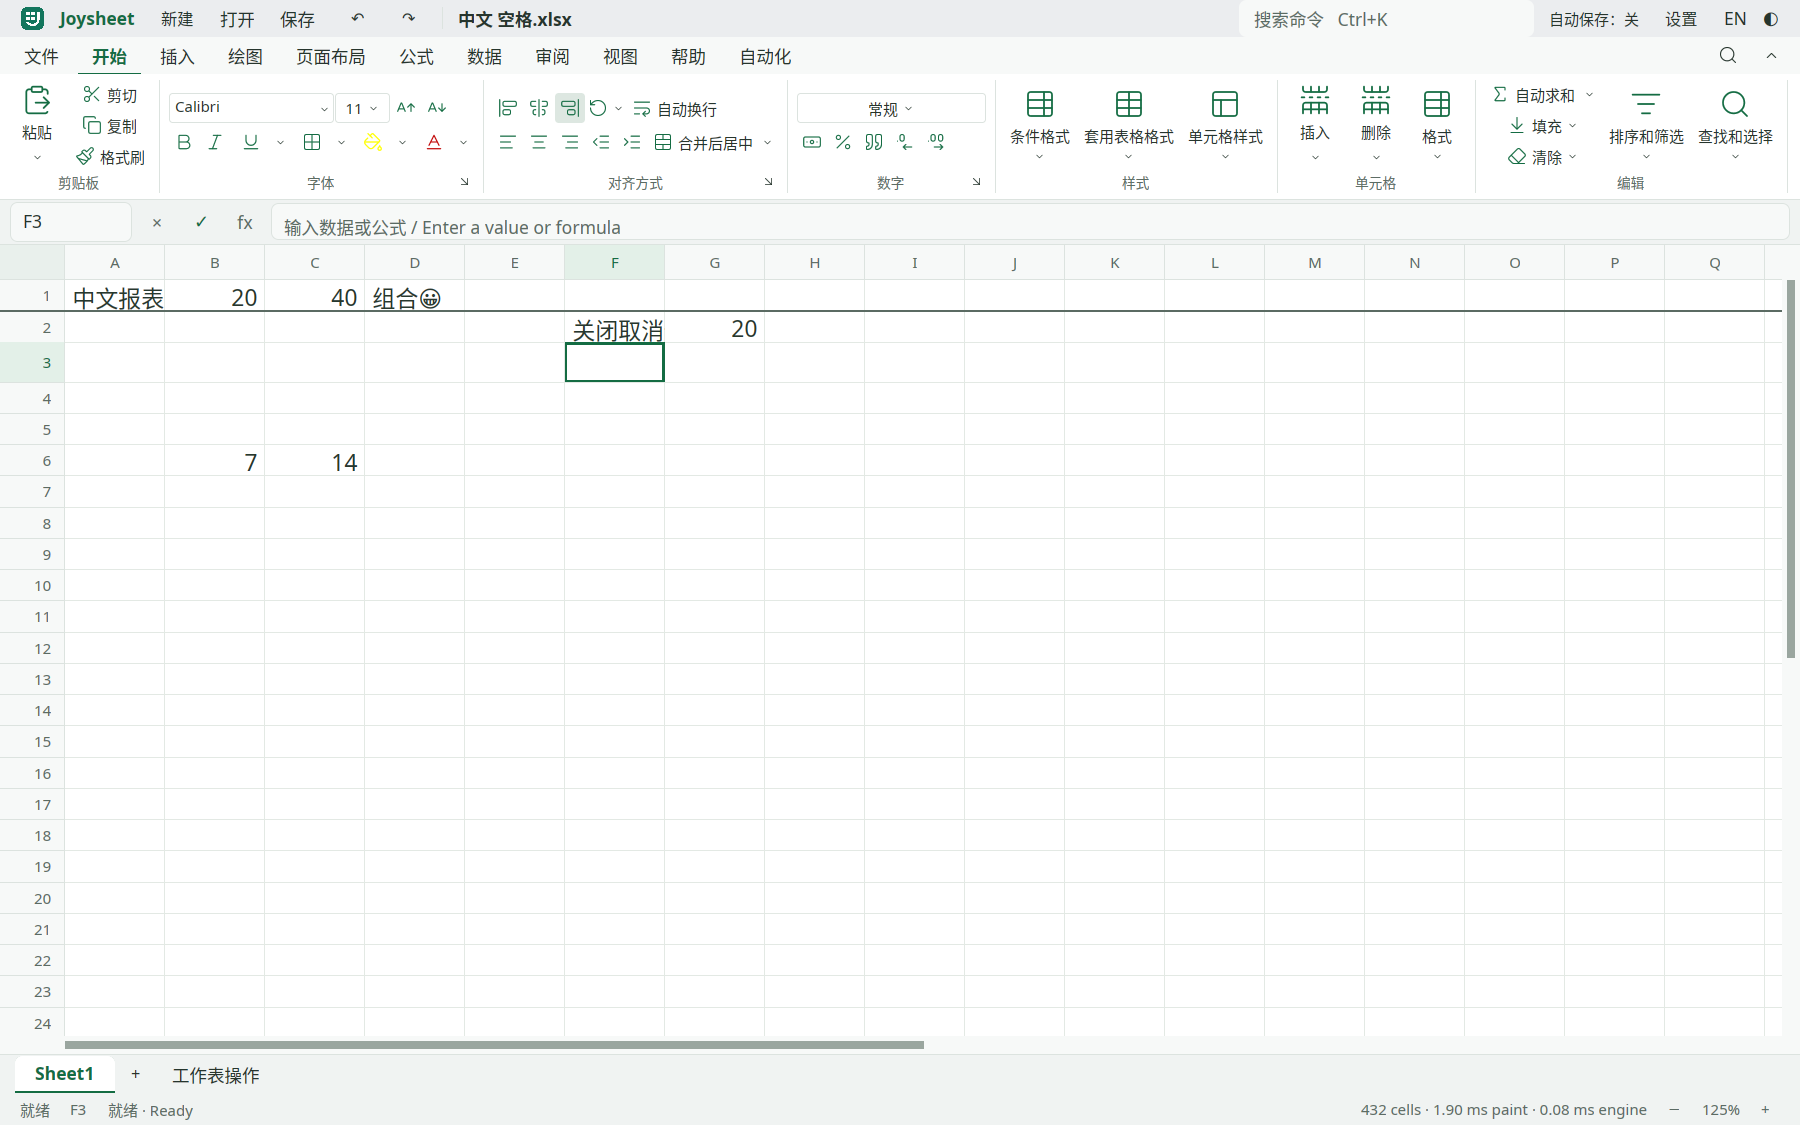 Joysheet 新建 打开 保存 中文 空格.xlsx 搜索命令 Ctrl+K 自动保存：关 设置 EN
文件 开始 插入 绘图 页面布局 公式 数据 审阅 视图 帮助 自动化
粘贴 剪切 复制 格式刷 剪贴板
Calibri 11 字体
自动换行 合并后居中 对齐方式
常规 数字
条件格式 套用表格格式 单元格样式 样式
插入 删除 格式 单元格
自动求和 填充 清除 排序和筛选 查找和选择 编辑
F3 × ✓ fx 输入数据或公式 / Enter a value or formula
A B C D E F G H I J K L M N O P Q
1 中文报表 20 40 组合😀
2 关闭取消 20
3
4
5
6 7 14
7
8
9
10
11
12
13
14
15
16
17
18
19
20
21
22
23
24
Sheet1 + 工作表操作
就绪 F3 就绪 · Ready 432 cells · 1.90 ms paint · 0.08 ms engine − 125% +